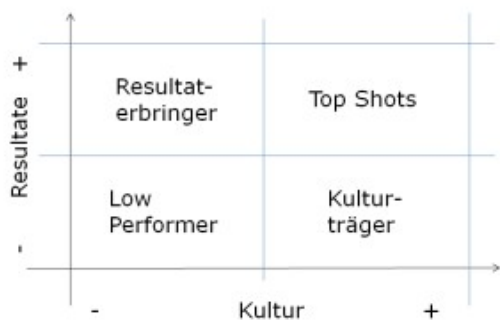 +
Resultate
-
Resultat-
erbringer
Top Shots
Low
Performer
Kultur-
träger
- Kultur +